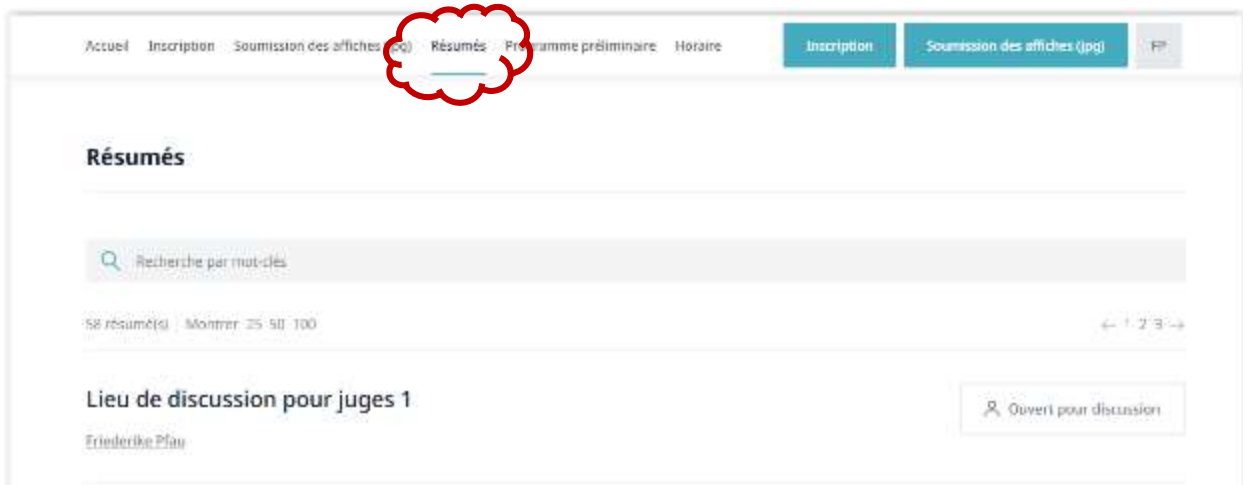 Accueil Inscription Soumission des affiches (jpg) Résumés Programme préliminaire Horaire Inscription Soumission des affiches (jpg)
Résumés
Recherche par mot-clés
58 résumé(s) Montrer 25 50 100
← 1 2 3 →
Lieu de discussion pour juges 1
Ouvert pour discussion
Friederike Pfau